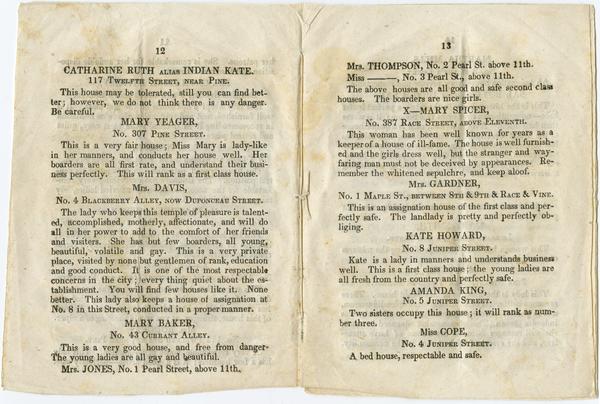 12
CATHARINE RUTH ALIAS INDIAN KATE.
117 TWELFTH STREET, NEAR PINE.
This house may be tolerated, still you can find bet-
ter; however, we do not think there is any danger.
Be careful.
MARY YEAGER,
No. 307 PINE STREET.
This is a very fair house; Miss Mary is lady-like
in her manners, and conducts her house well. Her
boarders are all first rate, and understand their busi-
ness perfectly. This will rank as a first class house.
Mrs. DAVIS,
No. 4 BLACKBERRY ALLEY, NOW DUPONCEAU STREET.
The lady who keeps this temple of pleasure is talent-
ed, accomplished, motherly, affectionate, and will do
all in her power to add to the comfort of her friends
and visiters. She has but few boarders, all young,
beautiful, volatile and gay. This is a very private
place, visited by none but gentlemen of rank, education
and good conduct. It is one of the most respectable
concerns in the city; every thing quiet about the es-
tablishment. You will find few houses like it. None
better. This lady also keeps a house of assignation at
No. 8 in this Street, conducted in a proper manner.
MARY BAKER,
No. 43 CURRANT ALLEY.
This is a very good house, and free from danger-
The young ladies are all gay and beautiful.
Mrs. JONES, No. 1 Pearl Street, above 11th.
13
Mrs. THOMPSON, No. 2 Pearl St. above 11th.
Miss ———, No. 3 Pearl St., above 11th.
The above houses are all good and safe second class
houses. The boarders are nice girls.
X—MARY SPICER,
No. 387 RACE STREET, ABOVE ELEVENTH.
This woman has been well known for years as a
keeper of a house of ill-fame. The house is well furnish-
ed and the girls dress well, but the stranger and way-
faring man must not be deceived by appearances. Re-
member the whitened sepulchre, and keep aloof.
Mrs. GARDNER,
No. 1 MAPLE ST., BETWEEN 8TH & 9TH & RACE & VINE.
This is an assignation house of the first class and per-
fectly safe. The landlady is pretty and perfectly ob-
liging.
KATE HOWARD,
No. 8 JUNIPER STREET.
Kate is a lady in manners and understands business
well. This is a first class house; the young ladies are
all fresh from the country and perfectly safe.
AMANDA KING,
No. 5 JUNIPER STREET.
Two sisters occupy this house; it will rank as num-
ber three.
Miss COPE,
No. 4 JUNIPER STREET.
A bed house, respectable and safe.